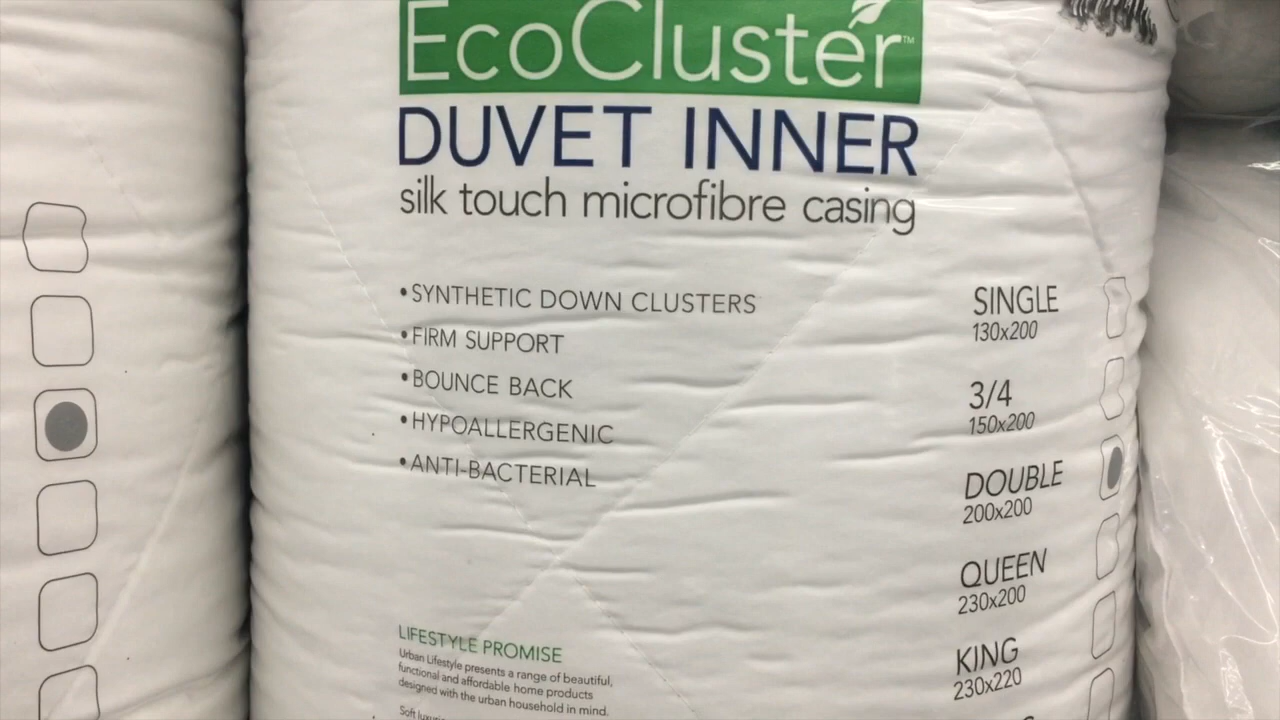 EcoCluster™
DUVET INNER
silk touch microfibre casing
• SYNTHETIC DOWN CLUSTERS
• FIRM SUPPORT
• BOUNCE BACK
• HYPOALLERGENIC
• ANTI-BACTERIAL
SINGLE
130x200
3/4
150x200
DOUBLE
200x200
QUEEN
230x200
KING
230x220
LIFESTYLE PROMISE
Urban Lifestyle presents a range of beautiful,
functional and affordable home products
designed with the urban household in mind.
Soft